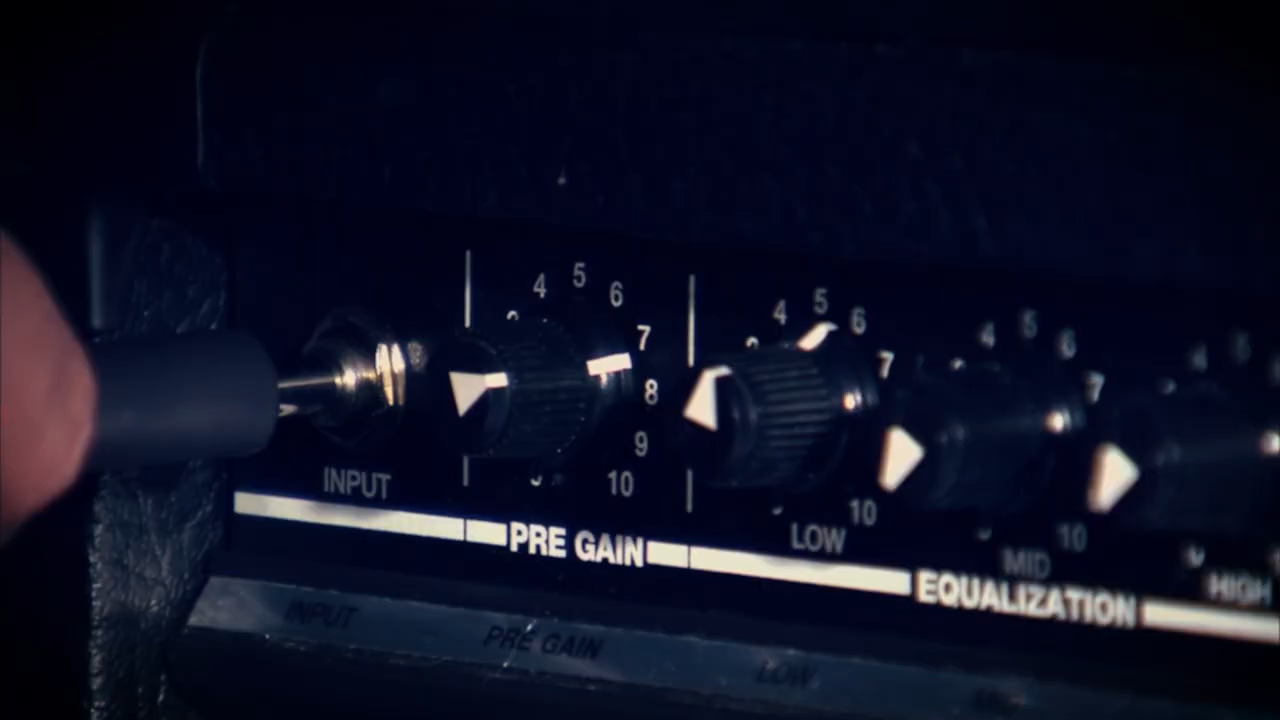 4 5 6 7 8 9 10
4 5 6 7 10
4 5 6 7 10
INPUT
LOW
MID
HIGH
PRE GAIN
EQUALIZATION
INPUT
PRE GAIN
LOW